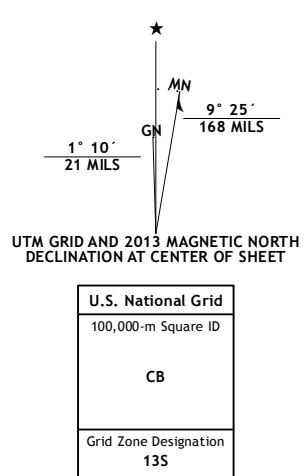 MN
GN
9° 25´
168 MILS
1° 10´
21 MILS
UTM GRID AND 2013 MAGNETIC NORTH
DECLINATION AT CENTER OF SHEET
U.S. National Grid
100,000-m Square ID
CB
Grid Zone Designation
13S